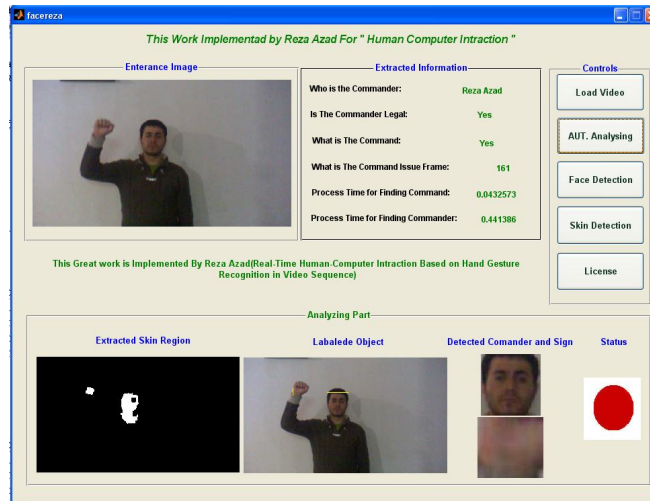 facereza
This Work Implementad by Reza Azad For " Human Computer Intraction "
Enterance Image
Extracted Information
Who is the Commander: Reza Azad
Is The Commander Legal: Yes
What is The Command: Yes
What is The Command Issue Frame: 161
Process Time for Finding Command: 0.0432573
Process Time for Finding Commander: 0.441386
Controls
Load Video
AUT. Analysing
Face Detection
Skin Detection
License
This Great work is Implemented By Reza Azad(Real-Time Human-Computer Intraction Based on Hand Gesture
Recognition in Video Sequence)
Analyzing Part
Extracted Skin Region
Labalede Object
Detected Comander and Sign
Status